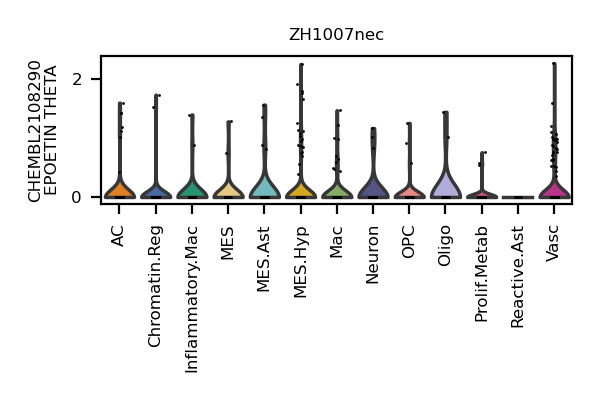 ZH1007nec
CHEMBL2108290
EPOETIN THETA
2
0
AC
Chromatin.Reg
Inflammatory.Mac
MES
MES.Ast
MES.Hyp
Mac
Neuron
OPC
Oligo
Prolif.Metab
Reactive.Ast
Vasc